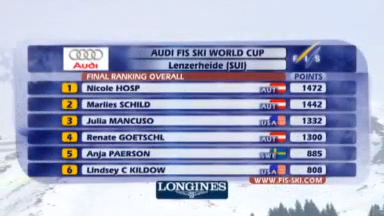 AUDI FIS SKI WORLD CUP
Audi
Lenzerheide (SUI)
FIS
FINAL RANKING OVERALL POINTS
1 Nicole HOSP AUT 1472
2 Marlies SCHILD AUT 1442
3 Julia MANCUSO USA 1332
4 Renate GOETSCHL AUT 1300
5 Anja PAERSON SWE 885
6 Lindsey C KILDOW USA 808
WWW.FIS-SKI.COM
LONGINES